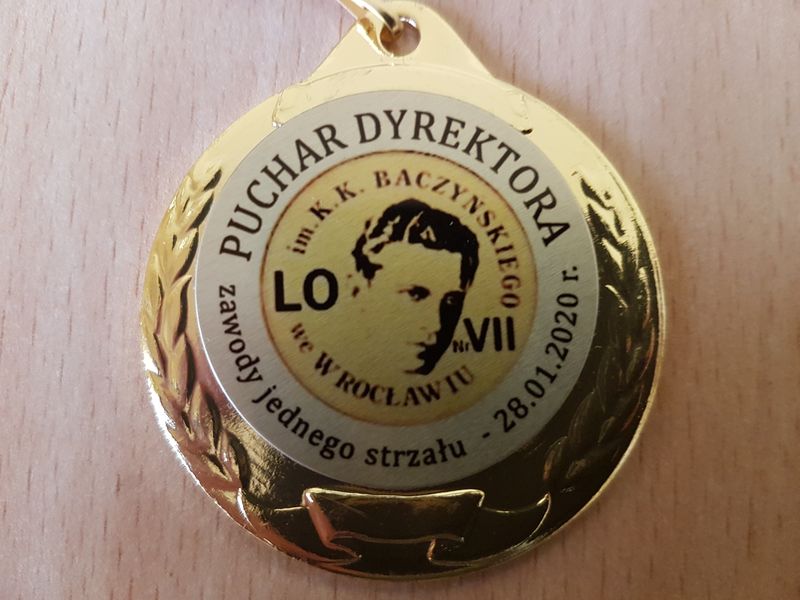 PUCHAR DYREKTORA
zawody jednego strzału - 28.01.2020 r.
im. K.K. BACZYŃSKIEGO
LO
Nr VII
we WROCŁAWIU